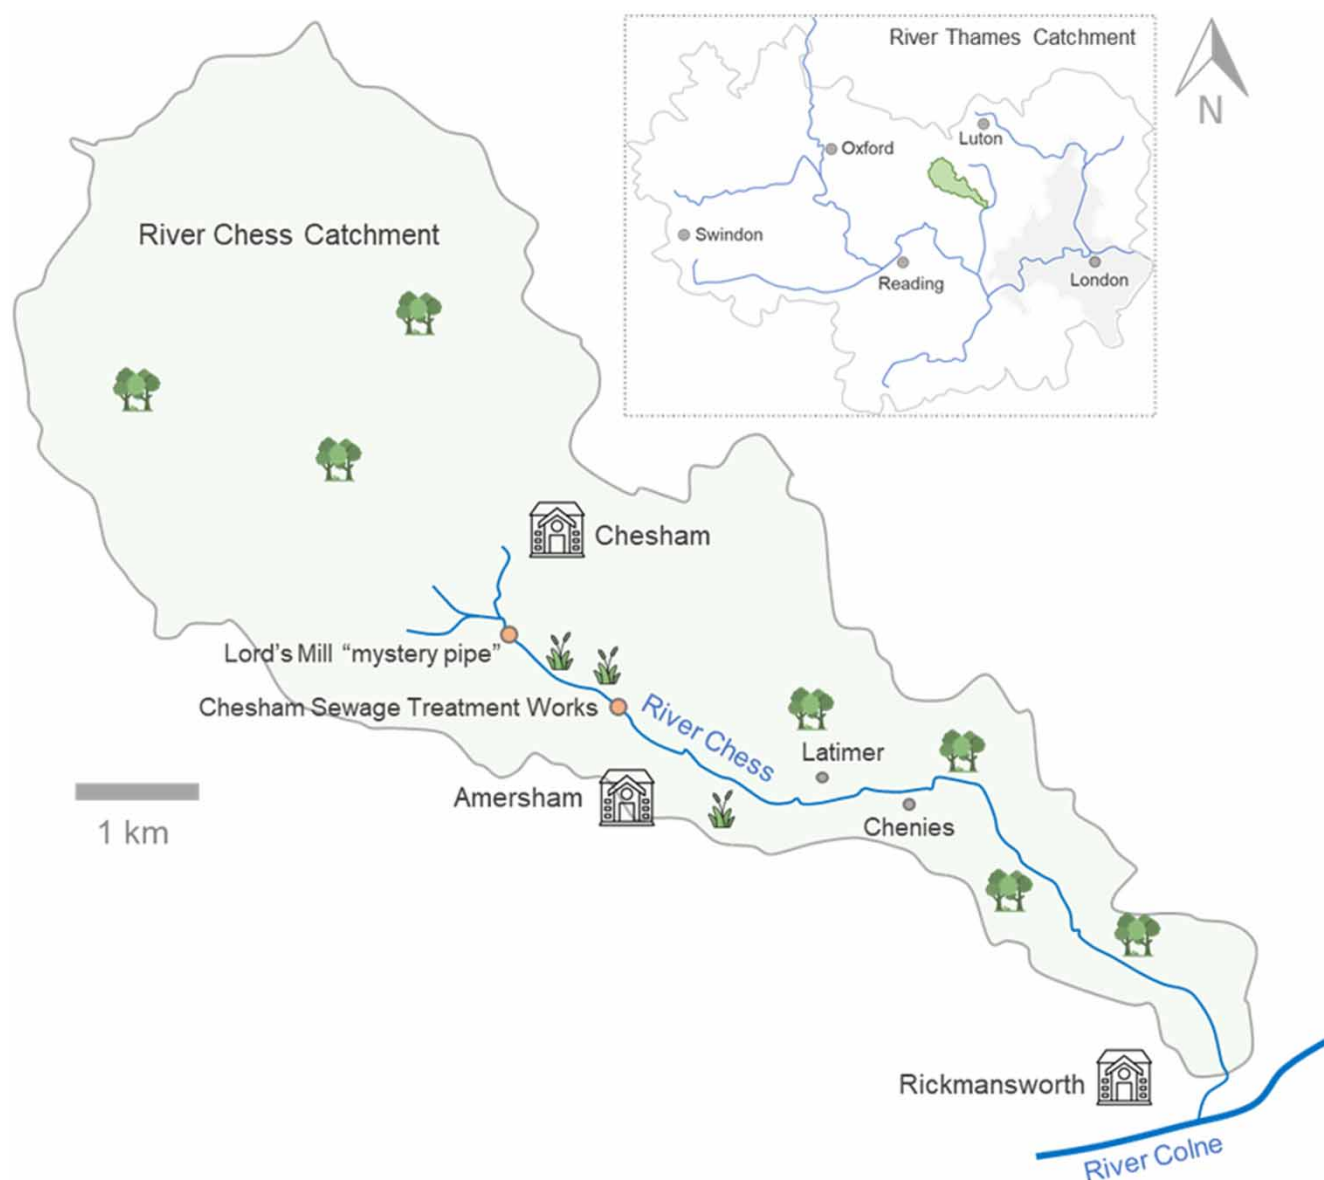 River Thames Catchment
N
Luton
Oxford
Swindon
Reading
London
River Chess Catchment
Chesham
Lord's Mill “mystery pipe”
Chesham Sewage Treatment Works
River Chess
Latimer
Amersham
Chenies
1 km
Rickmansworth
River Colne